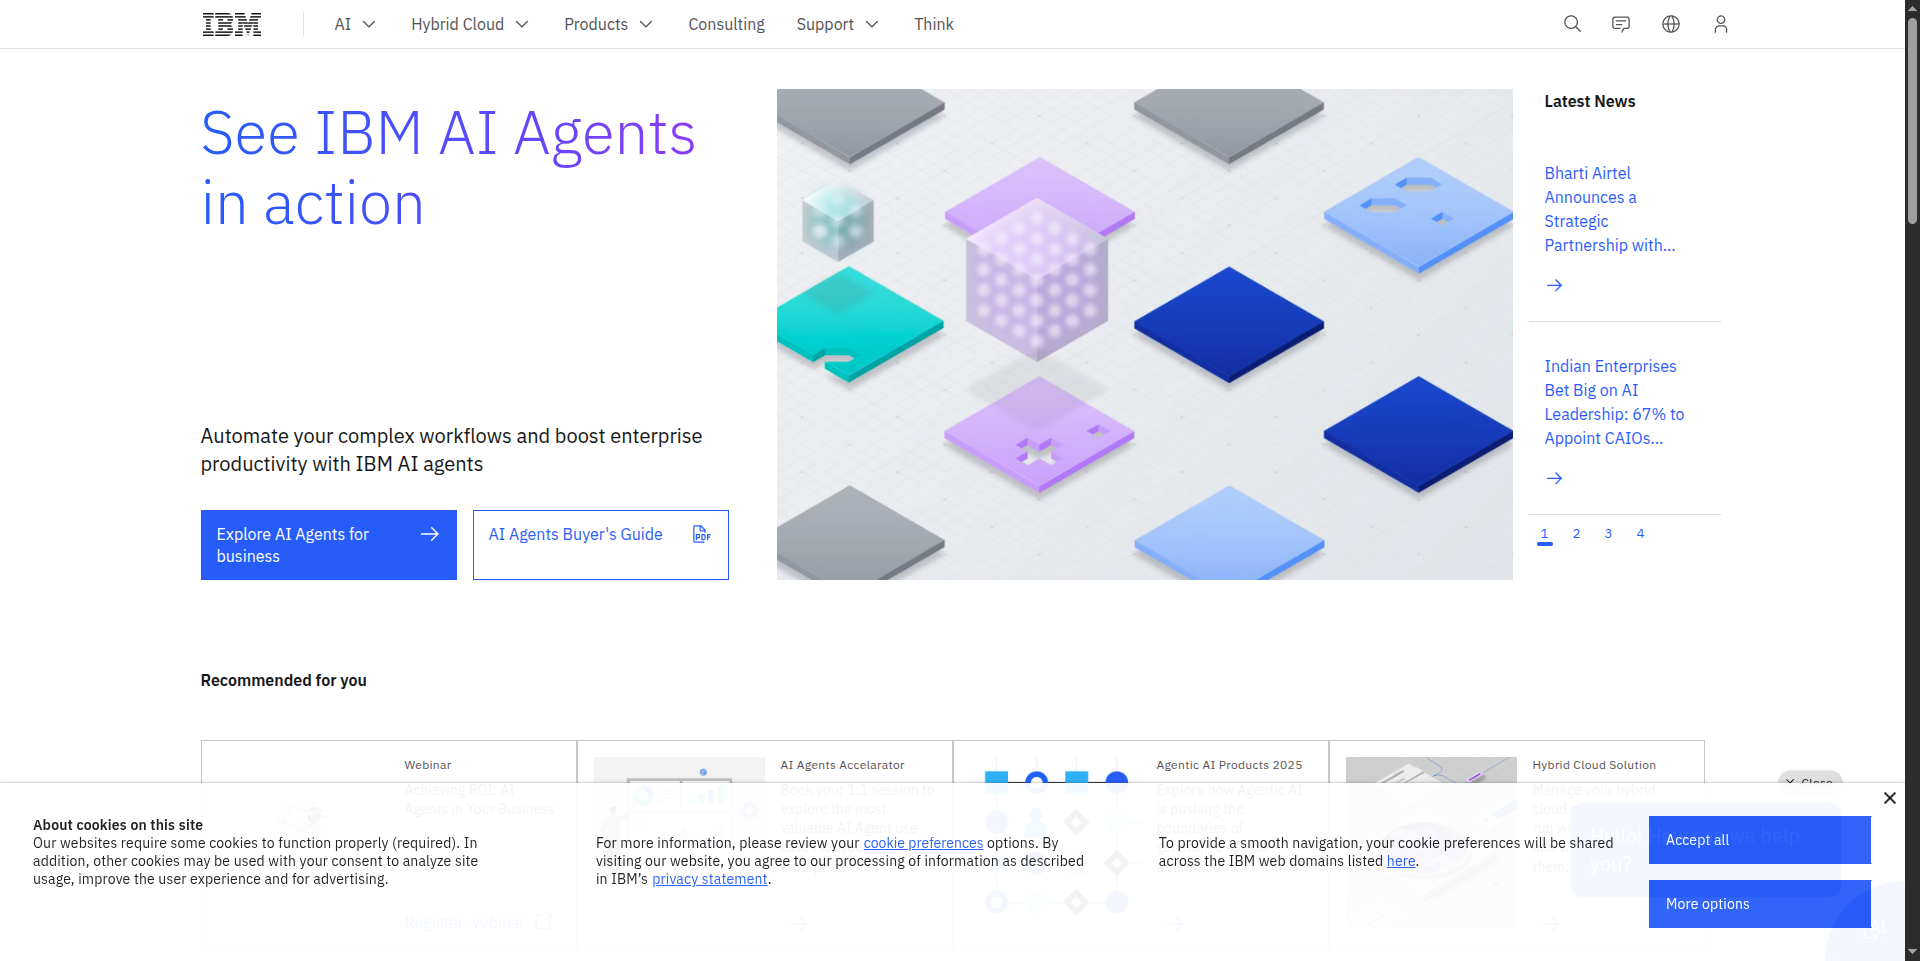 IBM
AI
Hybrid Cloud
Products
Consulting
Support
Think
See IBM AI Agents
in action
Automate your complex workflows and boost enterprise
productivity with IBM AI agents
Explore AI Agents for
business
AI Agents Buyer's Guide
PDF
Latest News
Bharti Airtel
Announces a
Strategic
Partnership with...
Indian Enterprises
Bet Big on AI
Leadership: 67% to
Appoint CAIOs...
1 2 3 4
Recommended for you
Webinar
Achieving ROI: AI
Agents in Your Business
Register webinar
AI Agents Accelarator
Book your 1:1 session to
explore the most
valuable AI Agent use
Agentic AI Products 2025
Explore how Agentic AI
is pushing the
boundaries of
Hybrid Cloud Solution
Manage your hybrid
cloud
them.
Close
About cookies on this site
Our websites require some cookies to function properly (required). In
addition, other cookies may be used with your consent to analyze site
usage, improve the user experience and for advertising.
For more information, please review your cookie preferences options. By
visiting our website, you agree to our processing of information as described
in IBM’s privacy statement.
To provide a smooth navigation, your cookie preferences will be shared
across the IBM web domains listed here.
Accept all
More options
Hello! we help
you?